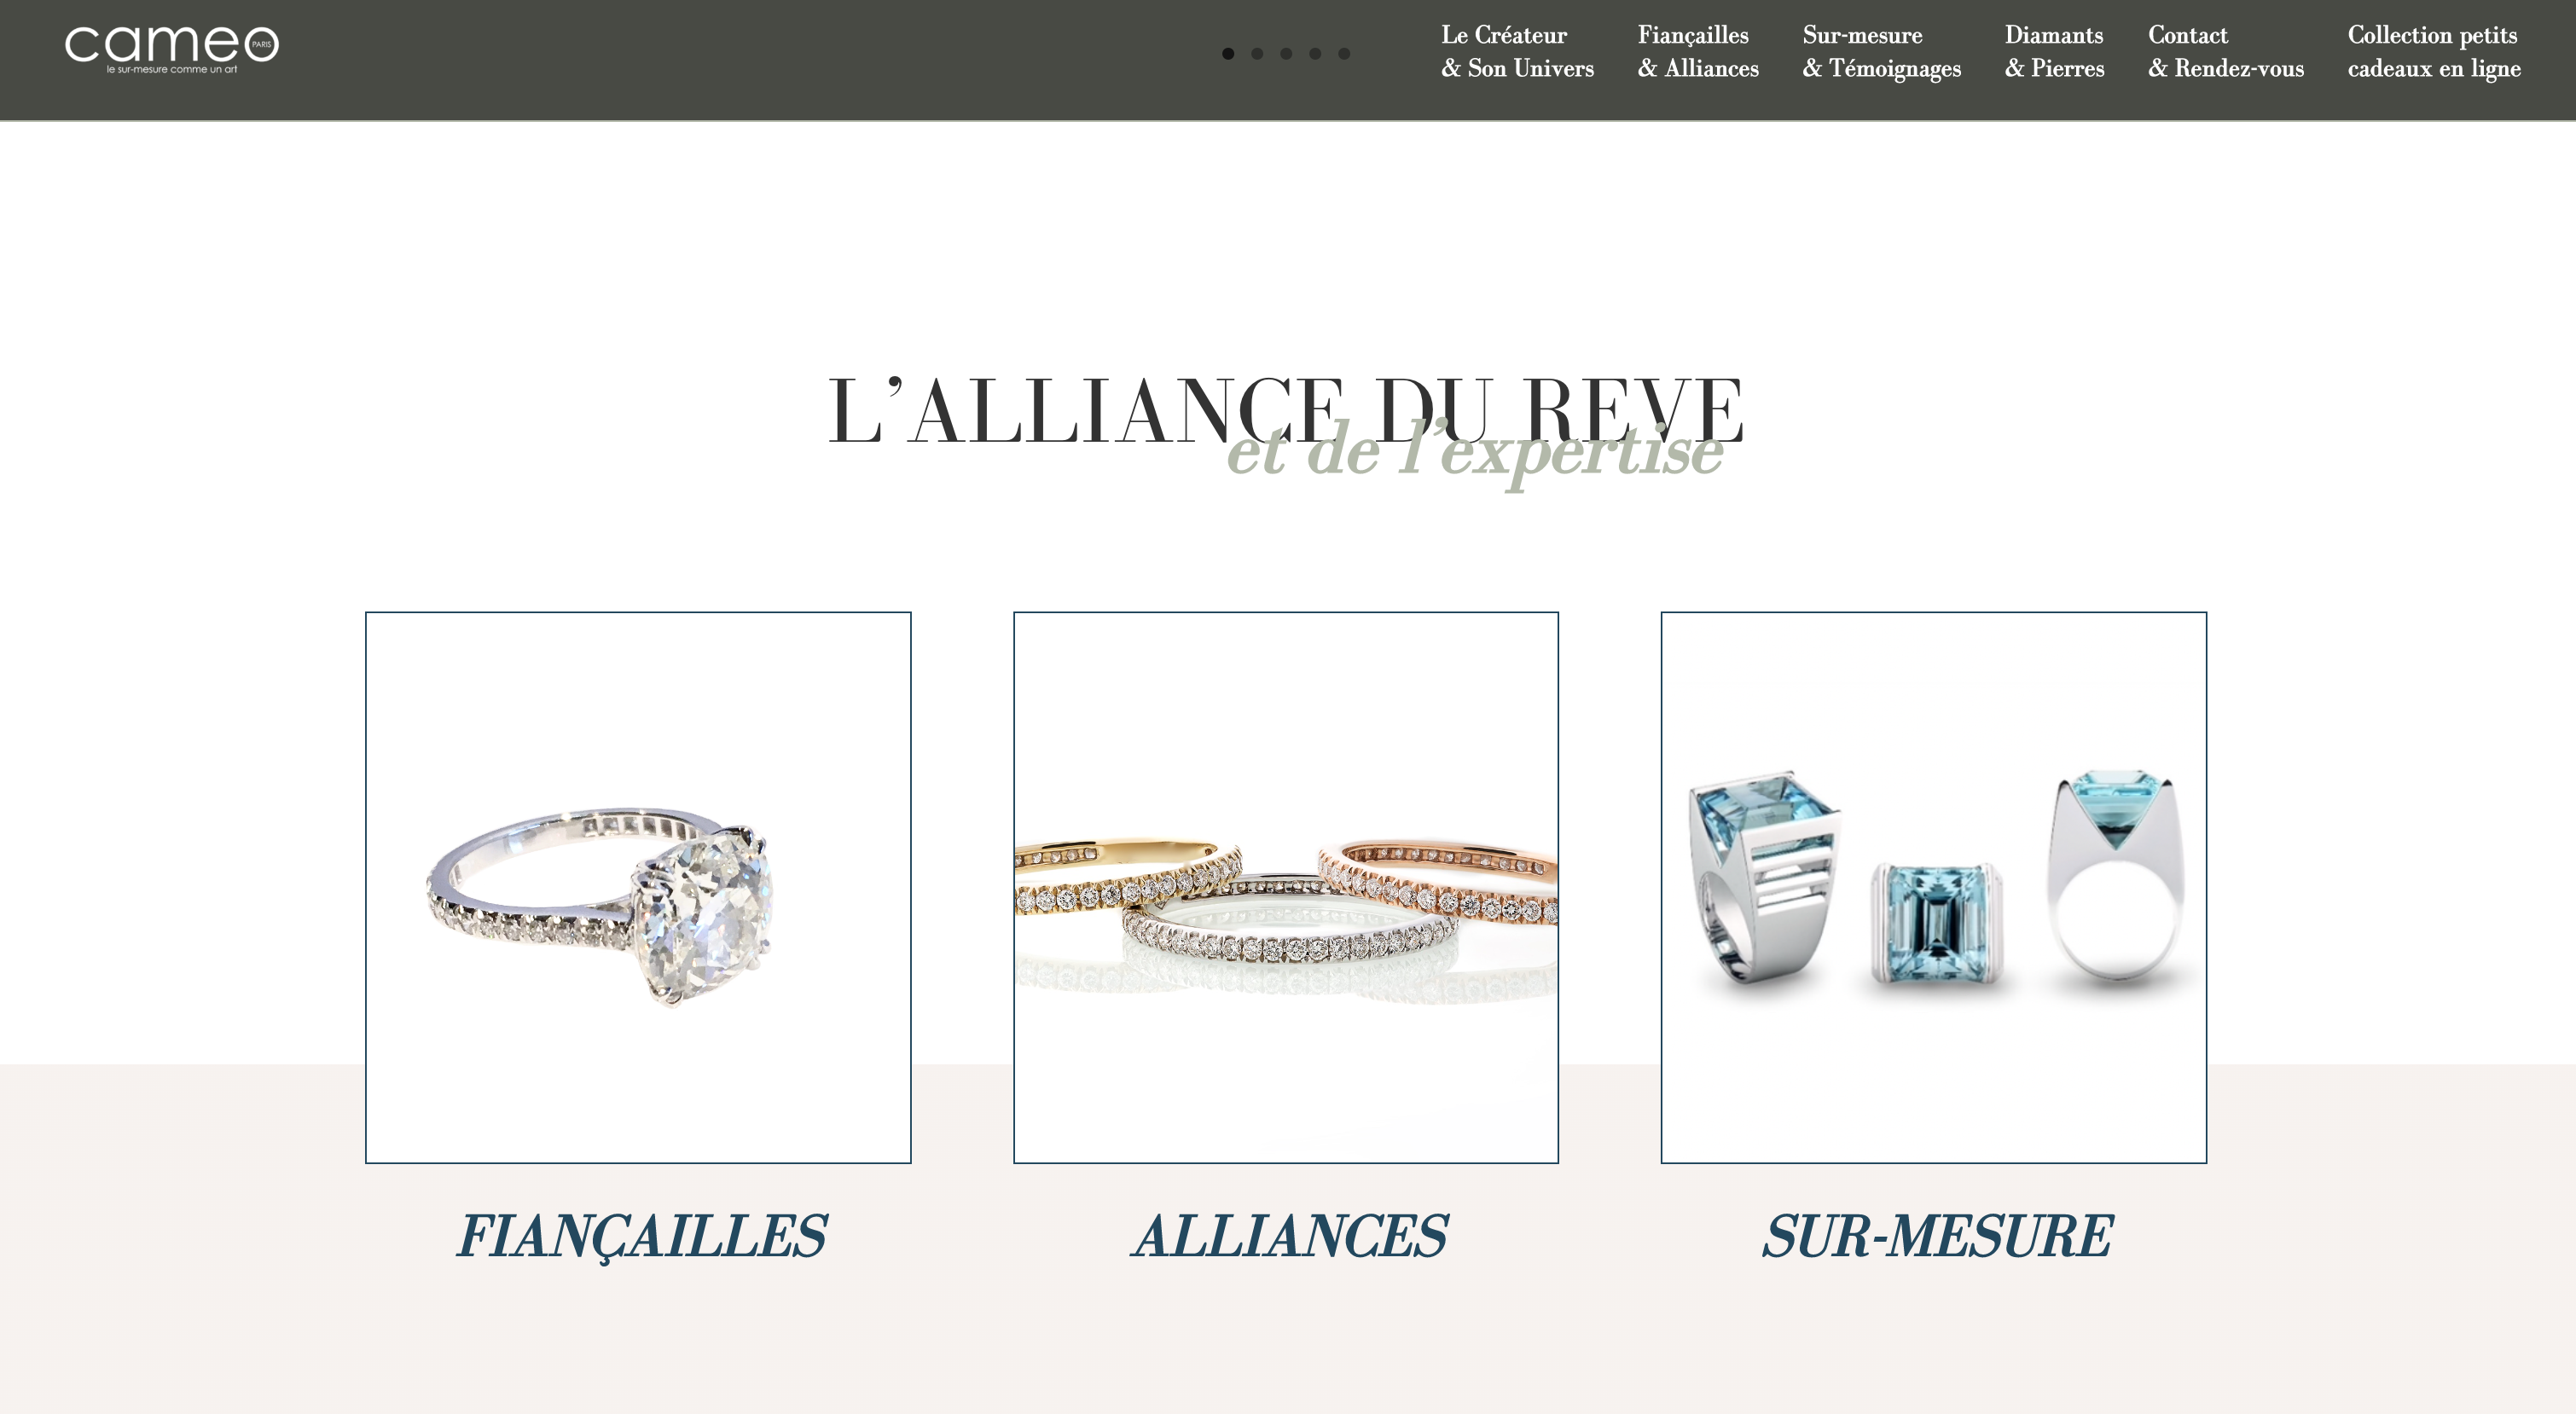 cameo
PARIS
le sur-mesure comme un art
Le Créateur
& Son Univers
Fiançailles
& Alliances
Sur-mesure
& Témoignages
Diamants
& Pierres
Contact
& Rendez-vous
Collection petits
cadeaux en ligne
L’ALLIANCE DU REVE
et de l’expertise
FIANÇAILLES
ALLIANCES
SUR-MESURE